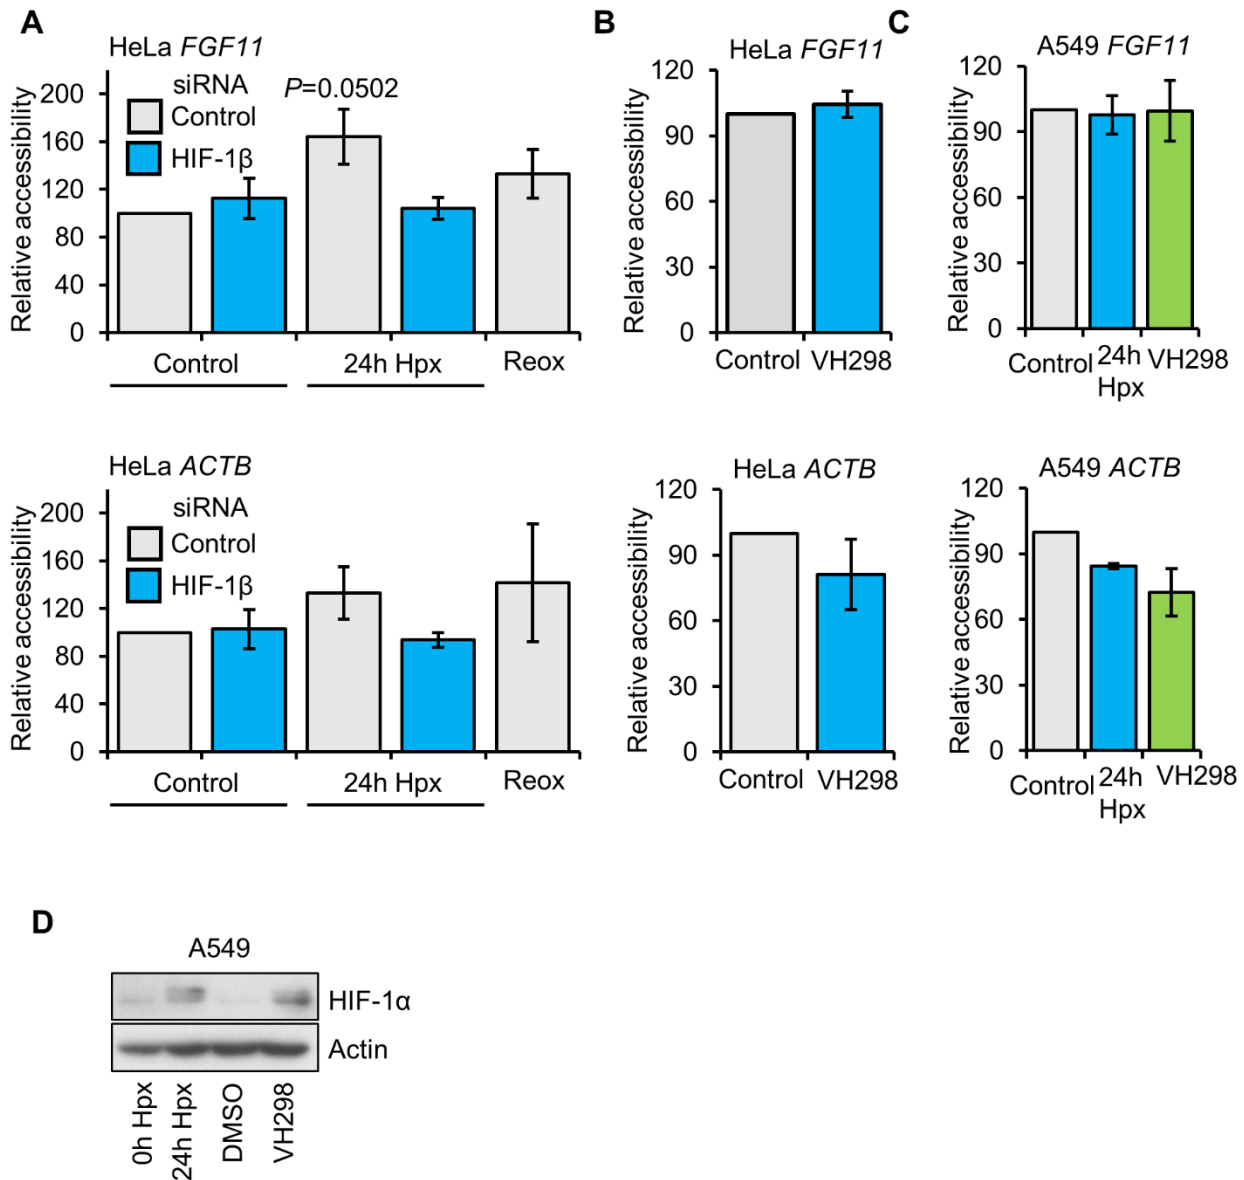 A
HeLa FGF11
Relative accessibility
200
160
120
80
40
0
siRNA
Control
HIF-1β
P=0.0502
Control
24h Hpx
Reox
HeLa ACTB
Relative accessibility
200
160
120
80
40
0
siRNA
Control
HIF-1β
Control
24h Hpx
Reox
B
HeLa FGF11
Relative accessibility
120
90
60
30
0
Control
VH298
HeLa ACTB
Relative accessibility
120
90
60
30
0
Control
VH298
C
A549 FGF11
Relative accessibility
120
90
60
30
0
Control
24h
Hpx
VH298
A549 ACTB
Relative accessibility
120
90
60
30
0
Control
24h
Hpx
VH298
D
A549
HIF-1α
Actin
0h Hpx
24h Hpx
DMSO
VH298